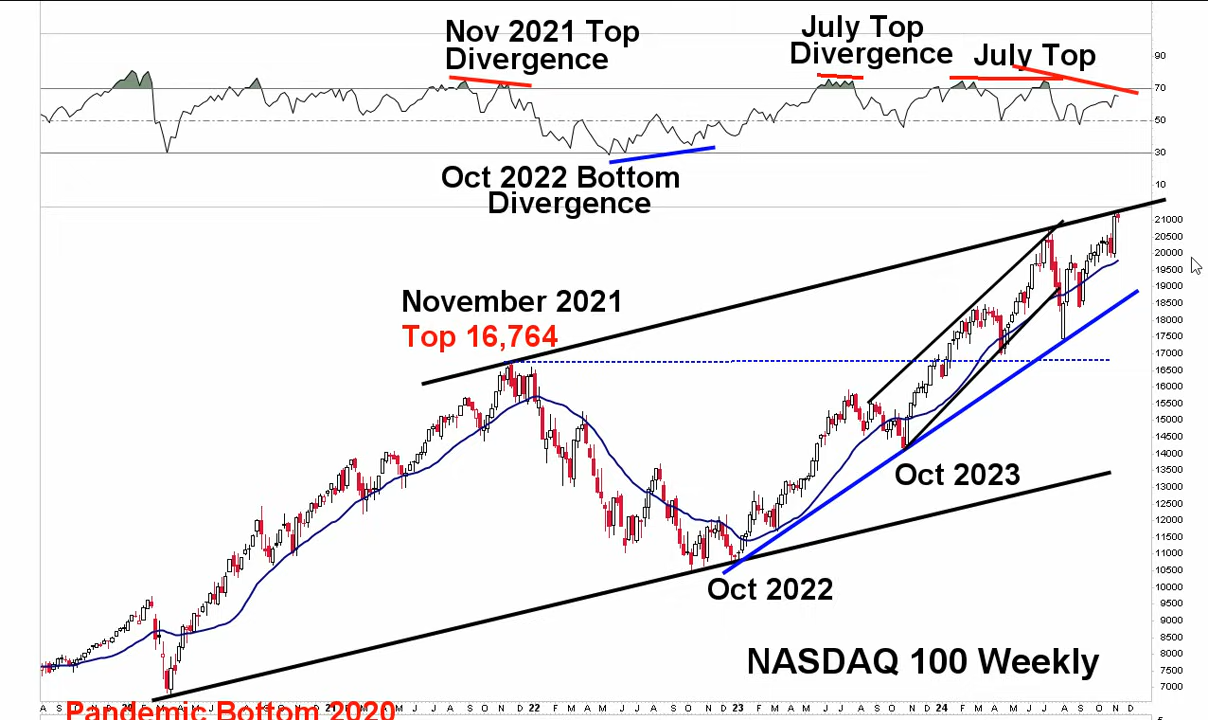 Nov 2021 Top
Divergence
July Top
Divergence
July Top
90
70
50
30
10
Oct 2022 Bottom
Divergence
21000
20500
20000
19500
19000
18500
18000
17500
17000
16500
16000
15500
15000
14500
14000
13500
13000
12500
12000
11500
11000
10500
10000
9500
9000
8500
8000
7500
7000
November 2021
Top 16,764
Oct 2023
Oct 2022
NASDAQ 100 Weekly
A S O N D 20 F M A M J J A S O N D 21 F M A M J J A S O N D 22 F M A M J J A S O N D 23 F M A M J J A S O N D 24 F M A M J J A S O N D
Pandemic Bottom 2020